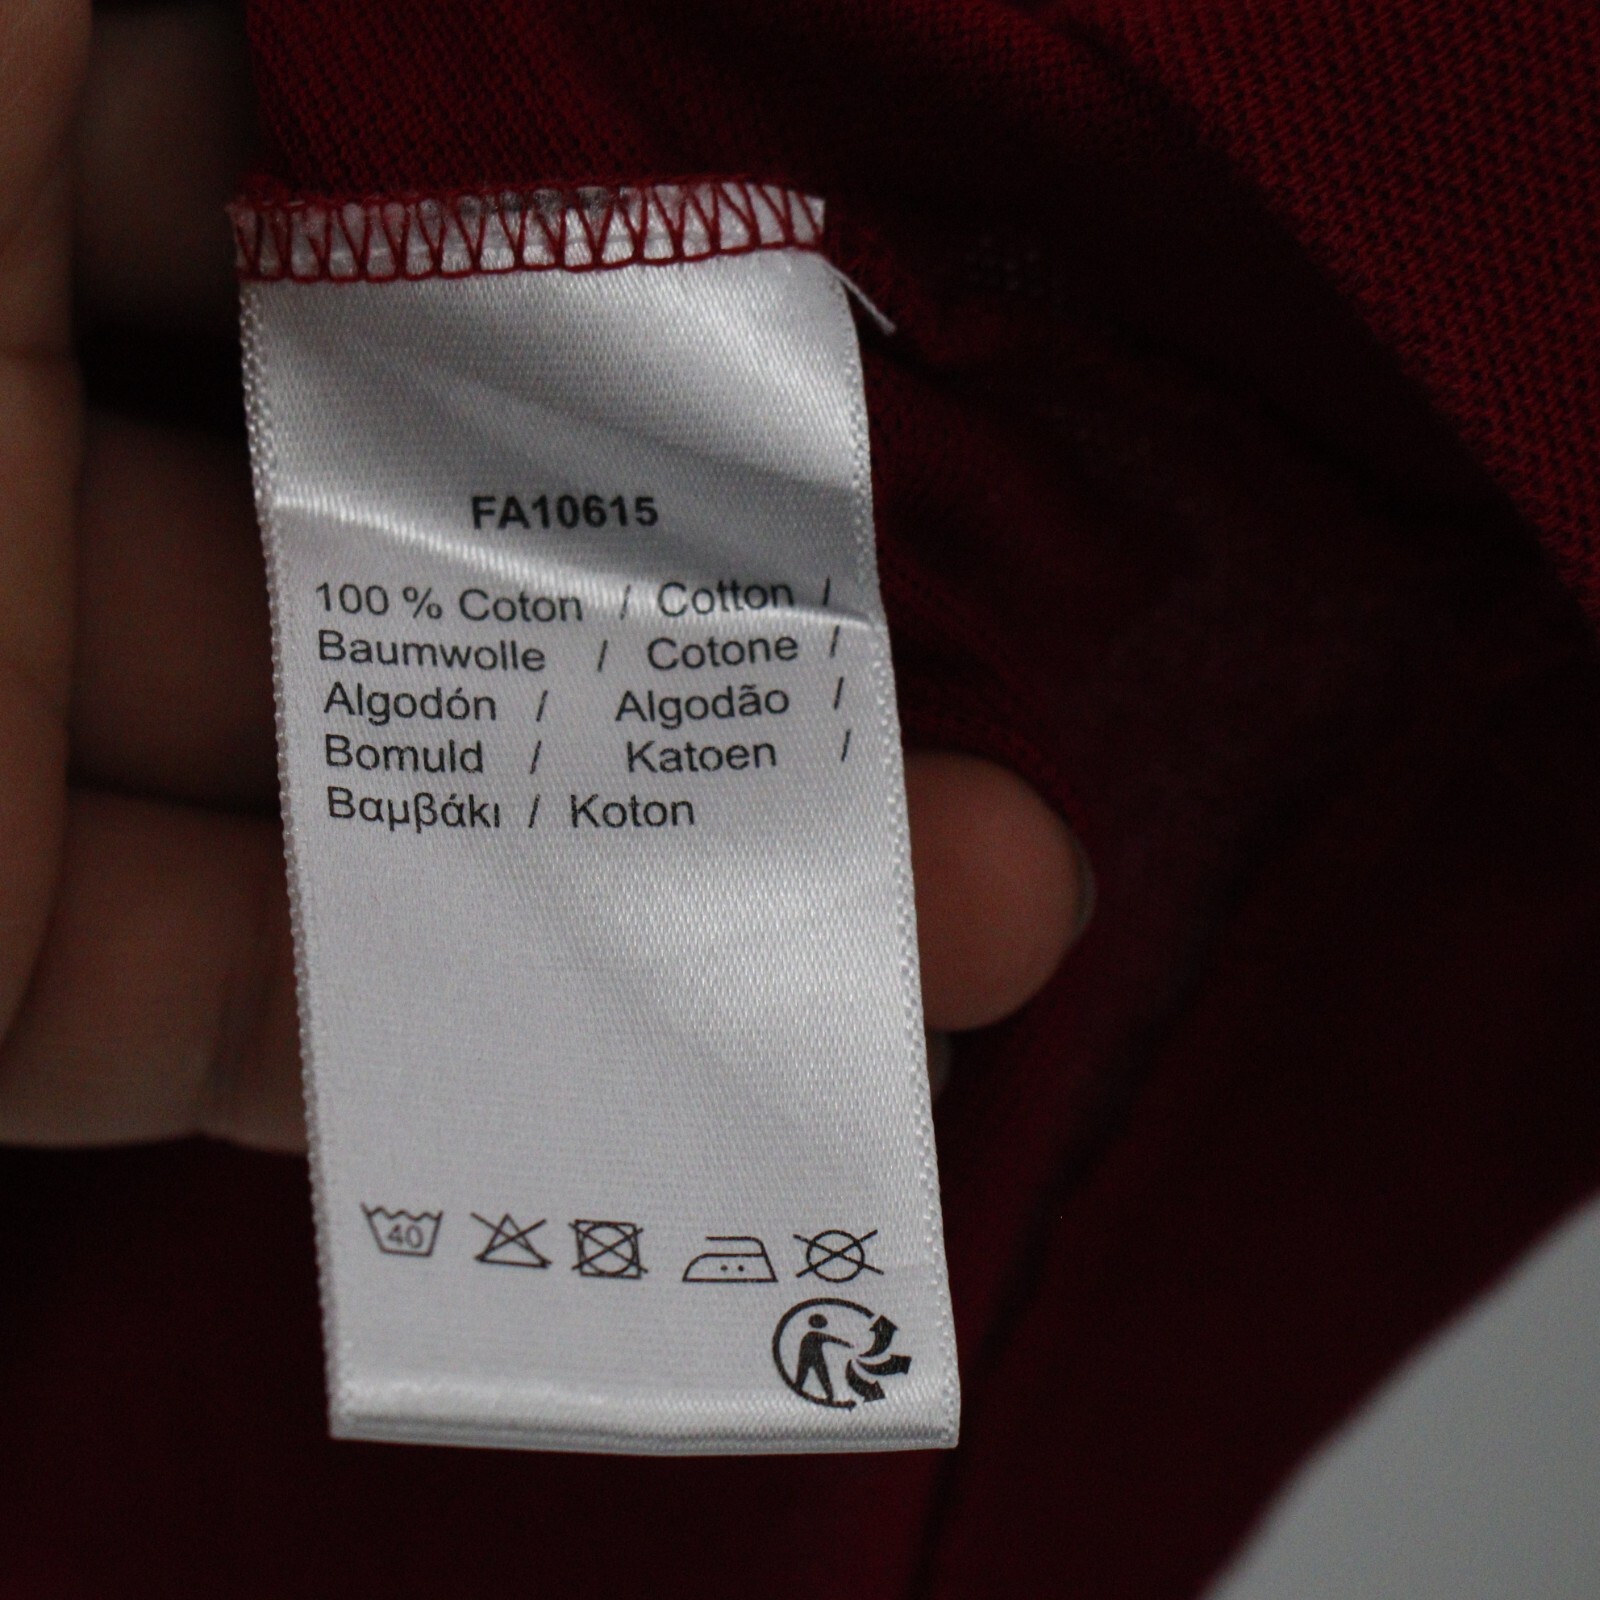 FA10615
100 % Coton / Cotton /
Baumwolle / Cotone /
Algodón / Algodão /
Bomuld / Katoen /
Βαμβάκι / Koton
40